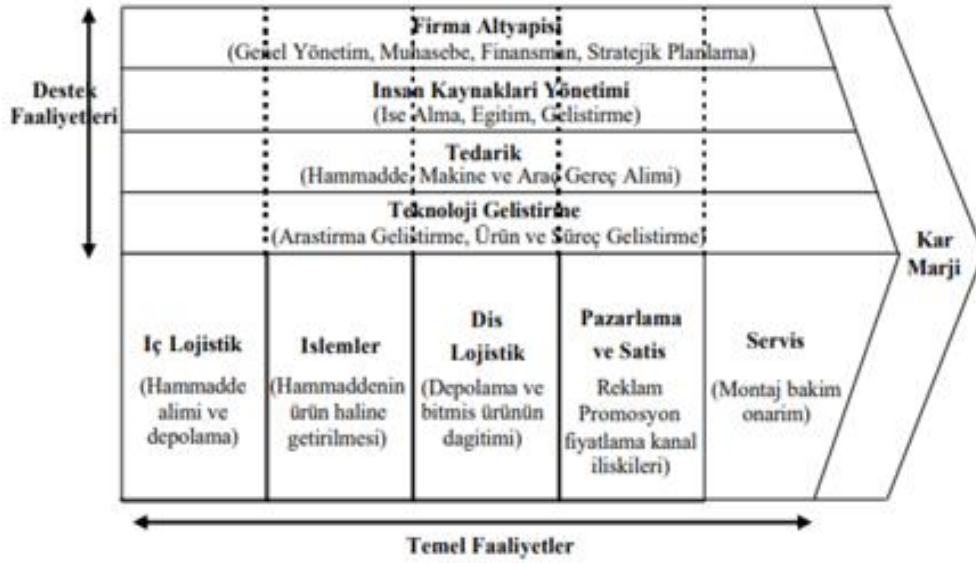 Firma Altyapisi
(Genel Yönetim, Muhasebe, Finansman, Stratejik Planlama)
Destek
Faaliyetleri
Insan Kaynaklari Yönetimi
(Ise Alma, Egitim, Gelistirme)
Tedarik
(Hammadde, Makine ve Araç Gereç Alimi)
Teknoloji Gelistirme
(Arastirma Gelistirme, Ürün ve Süreç Gelistirme)
Kar
Marji
Iç Lojistik
(Hammadde
alimi ve
depolama)
Islemler
(Hammaddenin
ürün haline
getirilmesi)
Dis
Lojistik
(Depolama ve
bitmis ürünün
dagitimi)
Pazarlama
ve Satis
Reklam
Promosyon
fiyatlama kanal
iliskileri)
Servis
(Montaj bakim
onarim)
Temel Faaliyetler